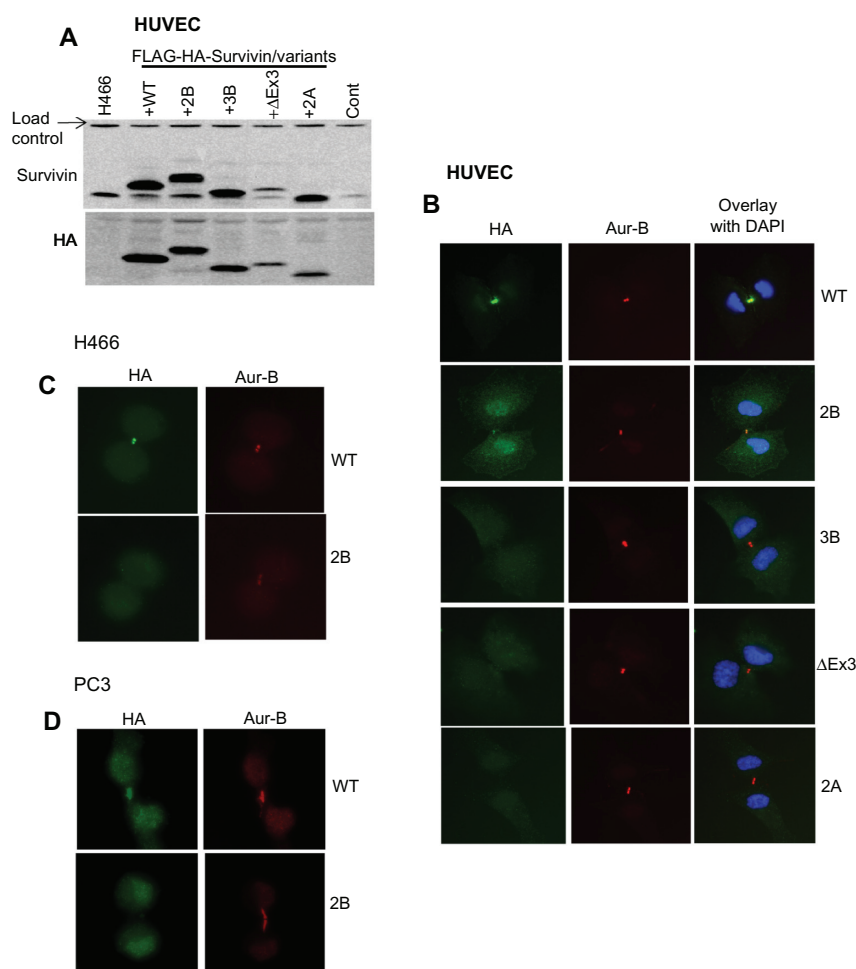 A
HUVEC
FLAG-HA-Survivin/variants
H466
+WT
+2B
+3B
+ΔEx3
+2A
Cont
Load
control
Survivin
HA
HUVEC
B
HA
Aur-B
Overlay
with DAPI
WT
2B
3B
ΔEx3
2A
H466
C
HA
Aur-B
WT
2B
PC3
D
HA
Aur-B
WT
2B